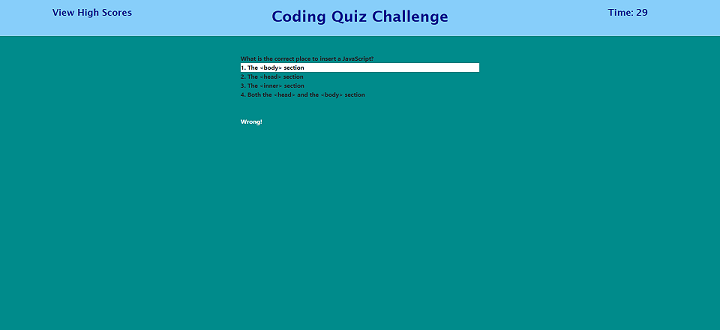 View High Scores
Coding Quiz Challenge
Time: 29
What is the correct place to insert a JavaScript?
1. The <body> section
2. The <head> section
3. The <inner> section
4. Both the <head> and the <body> section
Wrong!